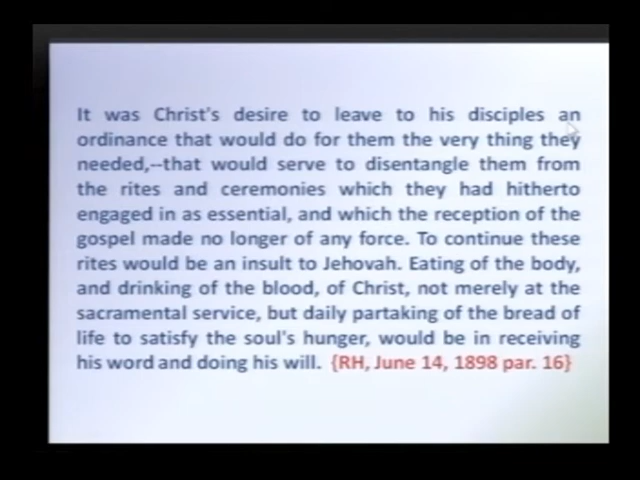 It was Christ's desire to leave to his disciples an
ordinance that would do for them the very thing they
needed,--that would serve to disentangle them from
the rites and ceremonies which they had hitherto
engaged in as essential, and which the reception of the
gospel made no longer of any force. To continue these
rites would be an insult to Jehovah. Eating of the body,
and drinking of the blood, of Christ, not merely at the
sacramental service, but daily partaking of the bread of
life to satisfy the soul's hunger, would be in receiving
his word and doing his will. {RH, June 14, 1898 par. 16}